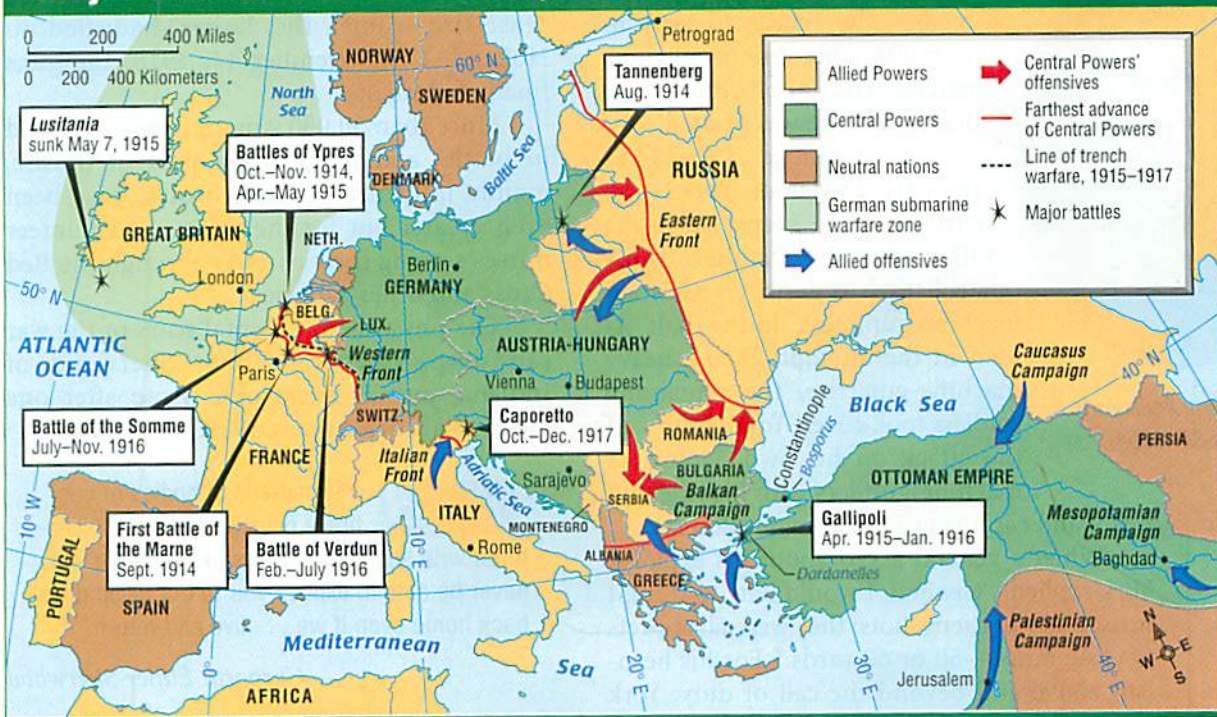 0 200 400 Miles
0 200 400 Kilometers
Lusitania
sunk May 7, 1915
North
Sea
NORWAY
60° N
SWEDEN
Petrograd
Tannenberg
Aug. 1914
Allied Powers
Central Powers
Neutral nations
German submarine
warfare zone
Allied offensives
Central Powers'
offensives
Farthest advance
of Central Powers
Line of trench
warfare, 1915–1917
Major battles
Battles of Ypres
Oct.–Nov. 1914,
Apr.–May 1915
DENMARK
Baltic Sea
RUSSIA
GREAT BRITAIN
London
NETH.
Berlin
GERMANY
Eastern
Front
50° N
BELG.
LUX.
ATLANTIC
OCEAN
Paris
Western
Front
AUSTRIA-HUNGARY
Vienna
Budapest
Caucasus
Campaign
40° N
Battle of the Somme
July–Nov. 1916
SWITZ.
Caporetto
Oct.–Dec. 1917
ROMANIA
Constantinople
Bosporus
Black Sea
PERSIA
FRANCE
Italian
Front
Adriatic Sea
Sarajevo
SERBIA
BULGARIA
Balkan
Campaign
OTTOMAN EMPIRE
10° W
First Battle of
the Marne
Sept. 1914
Battle of Verdun
Feb.–July 1916
10° E
ITALY
Rome
MONTENEGRO
ALBANIA
GREECE
Gallipoli
Apr. 1915–Jan. 1916
Dardanelles
Mesopotamian
Campaign
Baghdad
PORTUGAL
SPAIN
Mediterranean
Sea
0°
AFRICA
20° E
30° E
40° E
Palestinian
Campaign
Jerusalem
N
E
S
W